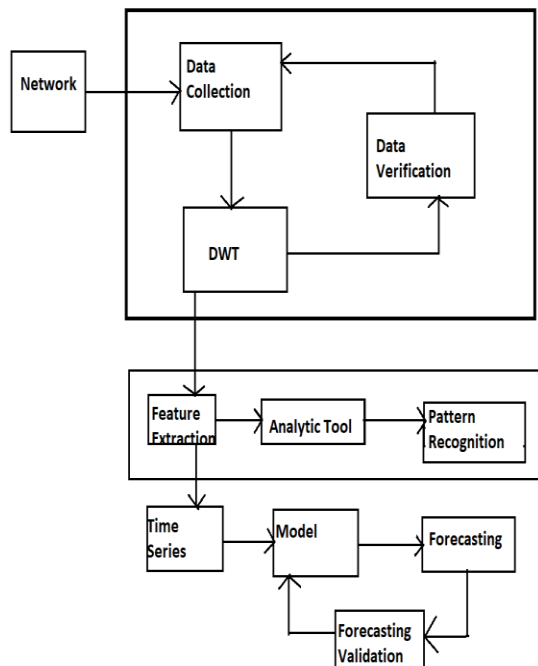 Network
Data
Collection
Data
Verification
DWT
Feature
Extraction
Analytic Tool
Pattern
Recognition
Time
Series
Model
Forecasting
Forecasting
Validation